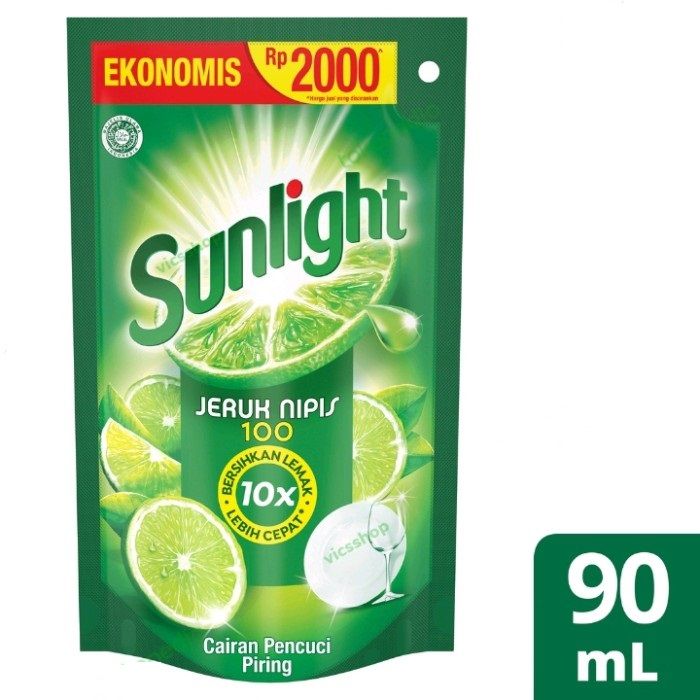 EKONOMIS
Rp 2000^
*Harga jual yang disarankan
Sunlight
vicsshop
JERUK NIPIS
100
BERSIHKAN LEMAK
10x
LEBIH CEPAT*
vicsshop
Cairan Pencuci
Piring
90
mL